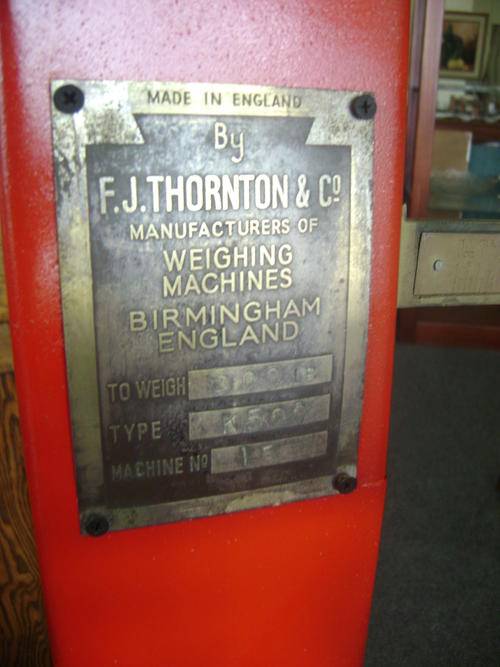 MADE IN ENGLAND
By
F.J. THORNTON & Cº
MANUFACTURERS OF
WEIGHING
MACHINES
BIRMINGHAM
ENGLAND
TO WEIGH
TYPE
MACHINE Nº